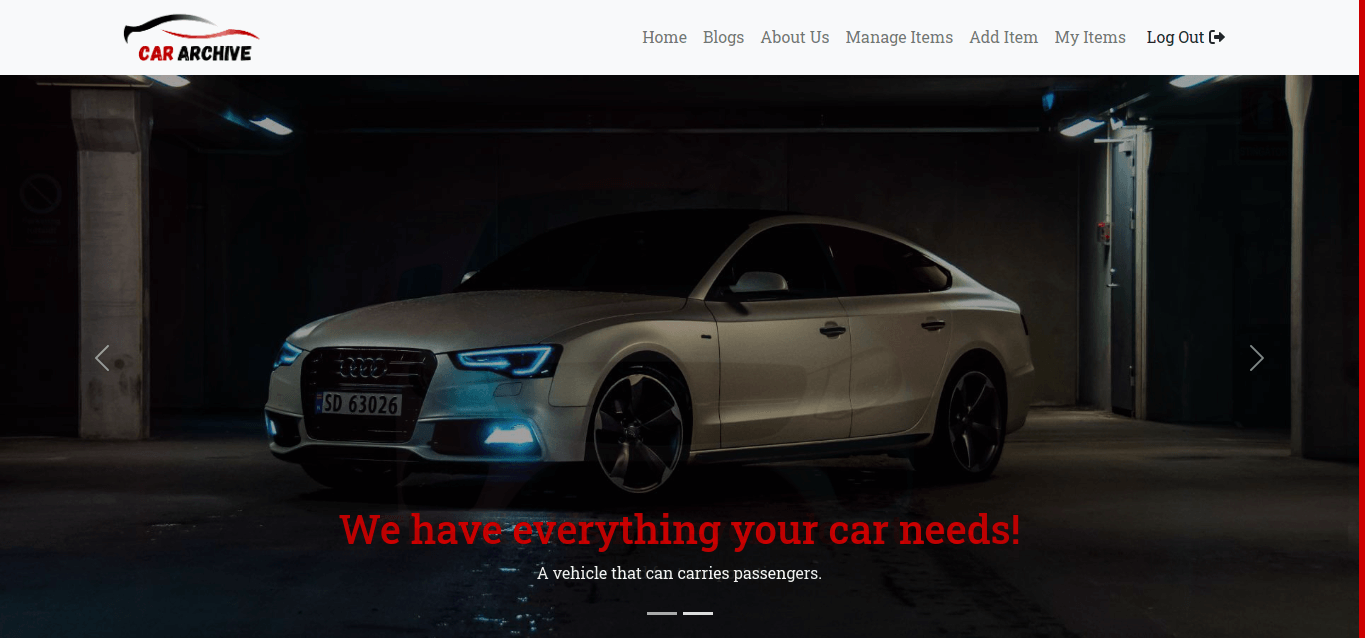 CAR ARCHIVE
Home Blogs About Us Manage Items Add Item My Items Log Out
SD 63026
We have everything your car needs!
A vehicle that can carries passengers.